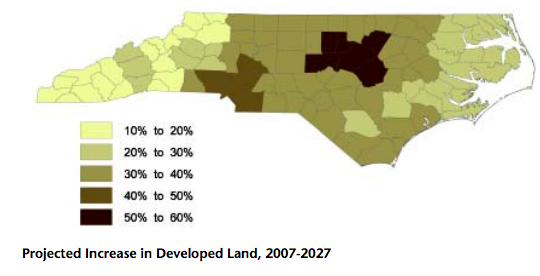 10% to 20%
20% to 30%
30% to 40%
40% to 50%
50% to 60%
Projected Increase in Developed Land, 2007-2027